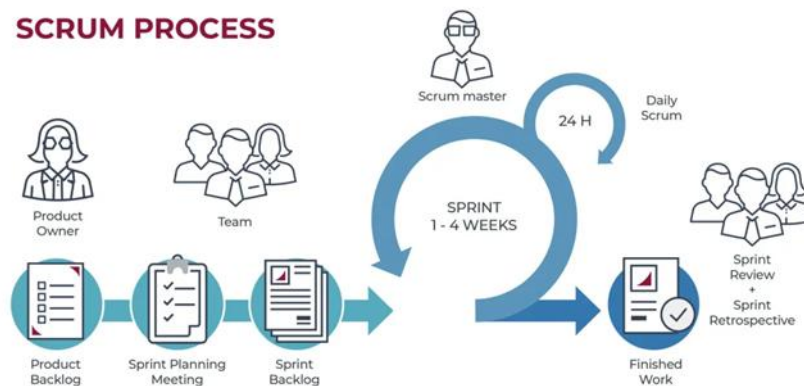 SCRUM PROCESS
Scrum master
24 H
Daily
Scrum
Product
Owner
Team
SPRINT
1 - 4 WEEKS
Sprint
Review
+
Sprint
Retrospective
Product
Backlog
Sprint Planning
Meeting
Sprint
Backlog
Finished
Work